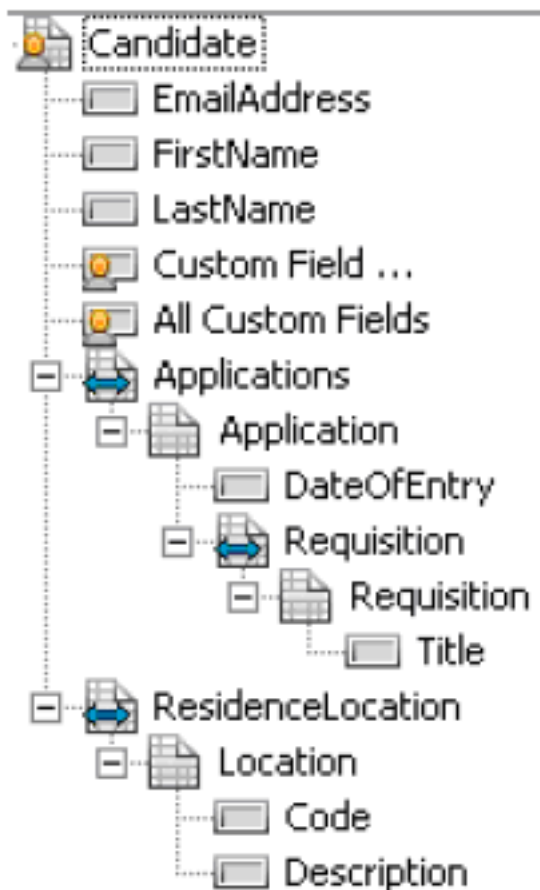 Candidate
EmailAddress
FirstName
LastName
Custom Field ...
All Custom Fields
Applications
Application
DateOfEntry
Requisition
Requisition
Title
ResidenceLocation
Location
Code
Description